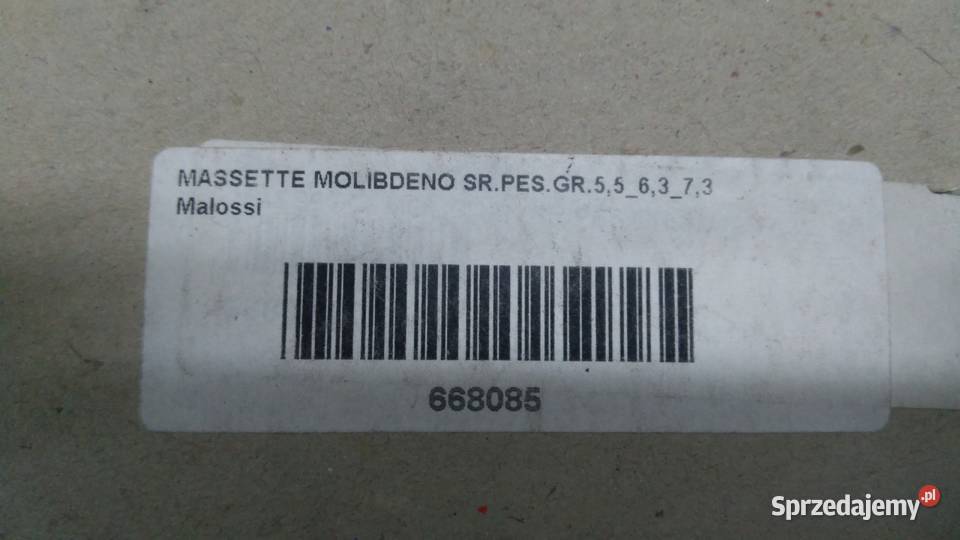 MASSETTE MOLIBDENO SR.PES.GR.5,5_6,3_7,3
Malossi
668085
Sprzedajemy.pl